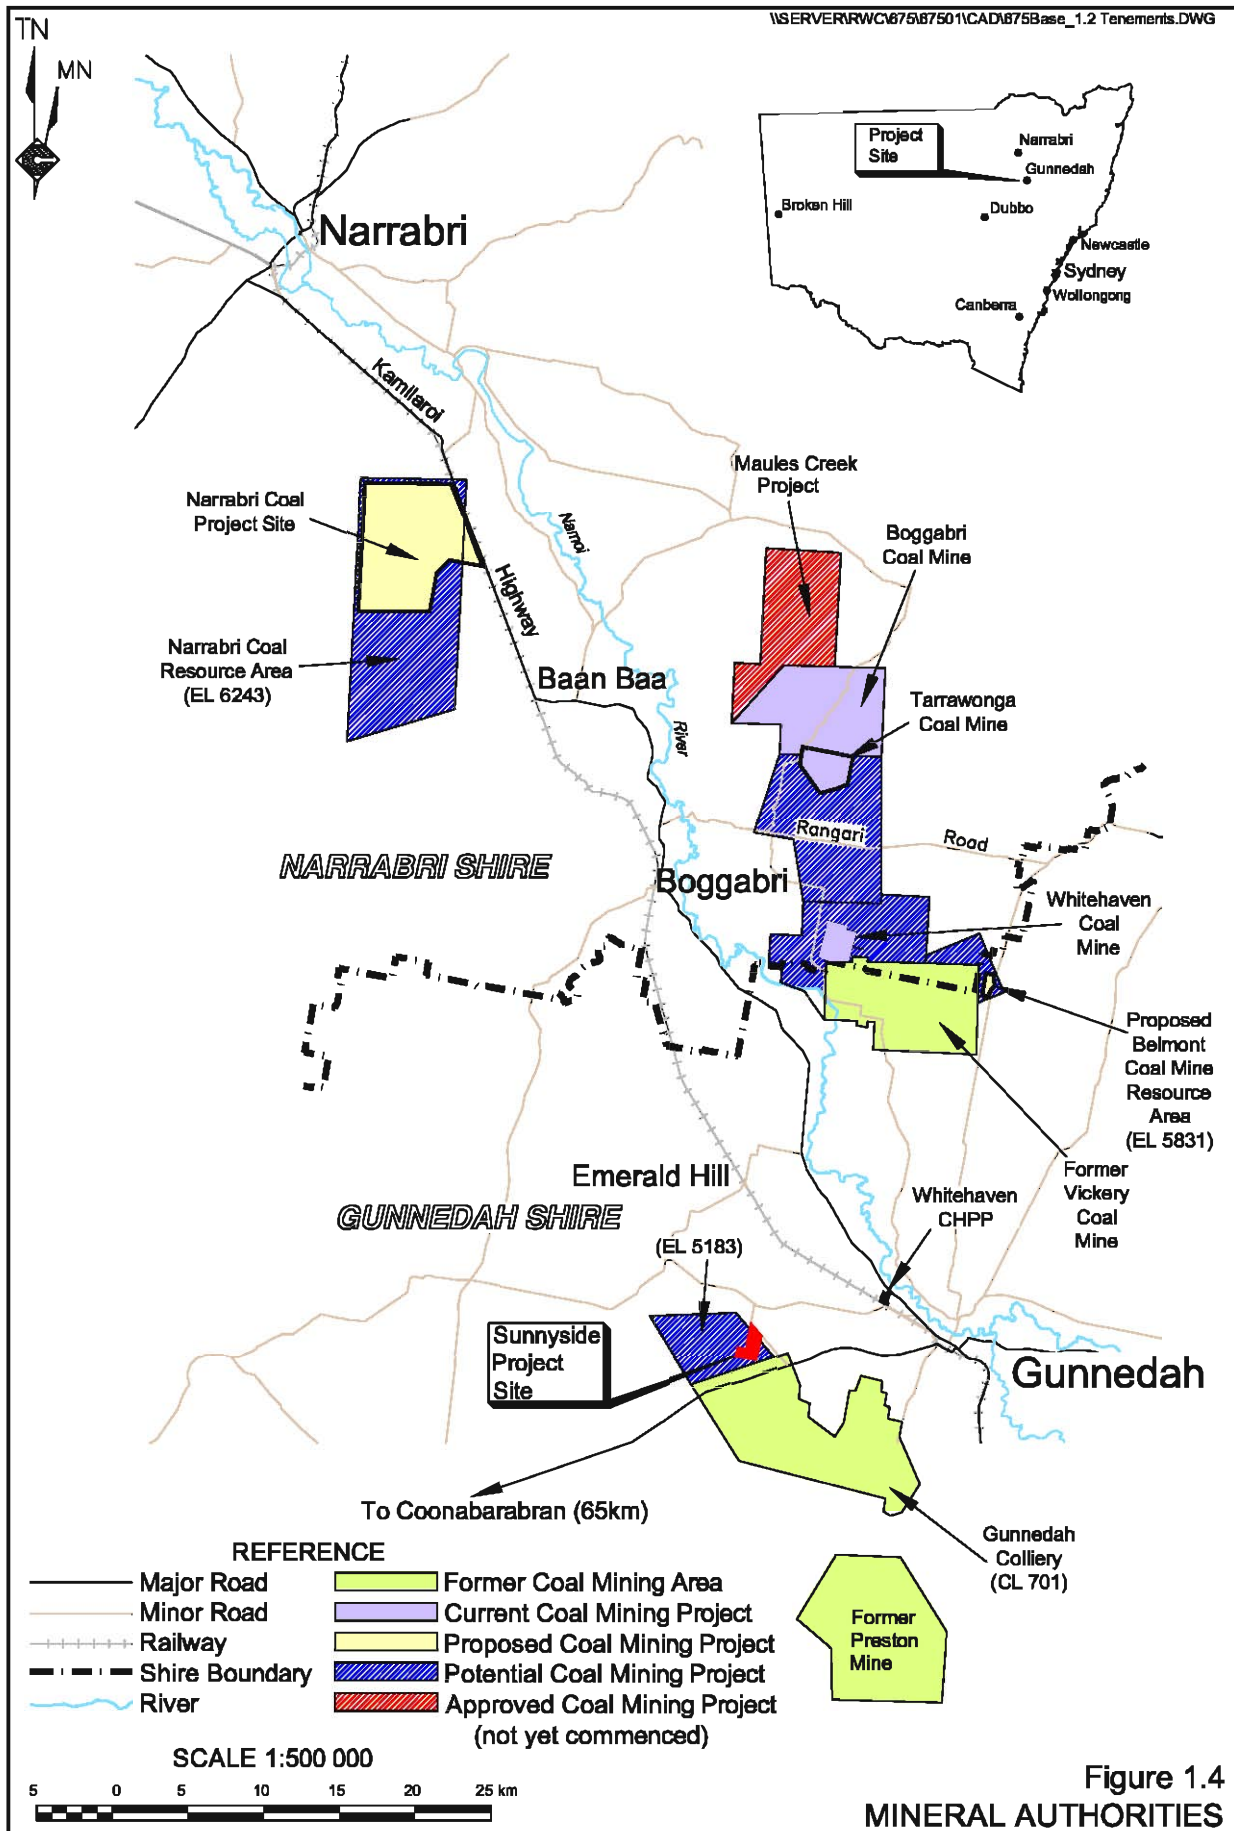 \\SERVER\RWC\675\67501\CAD\675Base_1.2 Tenements.DWG
TN
MN
Project
Site
Narrabri
Gunnedah
Broken Hill
Dubbo
Newcastle
Sydney
Wollongong
Canberra
Narrabri
Kamilaroi
Highway
Namoi
River
Maules Creek
Project
Narrabri Coal
Project Site
Boggabri
Coal Mine
Narrabri Coal
Resource Area
(EL 6243)
Baan Baa
Tarrawonga
Coal Mine
Rangari
Road
NARRABRI SHIRE
Boggabri
Whitehaven
Coal
Mine
Proposed
Belmont
Coal Mine
Resource
Area
(EL 5831)
Emerald Hill
Former
Vickery
Coal
Mine
Whitehaven
CHPP
GUNNEDAH SHIRE
(EL 5183)
Sunnyside
Project
Site
Gunnedah
To Coonabarabran (65km)
Gunnedah
Colliery
(CL 701)
Former
Preston
Mine
REFERENCE
Major Road
Minor Road
Railway
Shire Boundary
River
Former Coal Mining Area
Current Coal Mining Project
Proposed Coal Mining Project
Potential Coal Mining Project
Approved Coal Mining Project
(not yet commenced)
SCALE 1:500 000
5 0 5 10 15 20 25 km
Figure 1.4
MINERAL AUTHORITIES